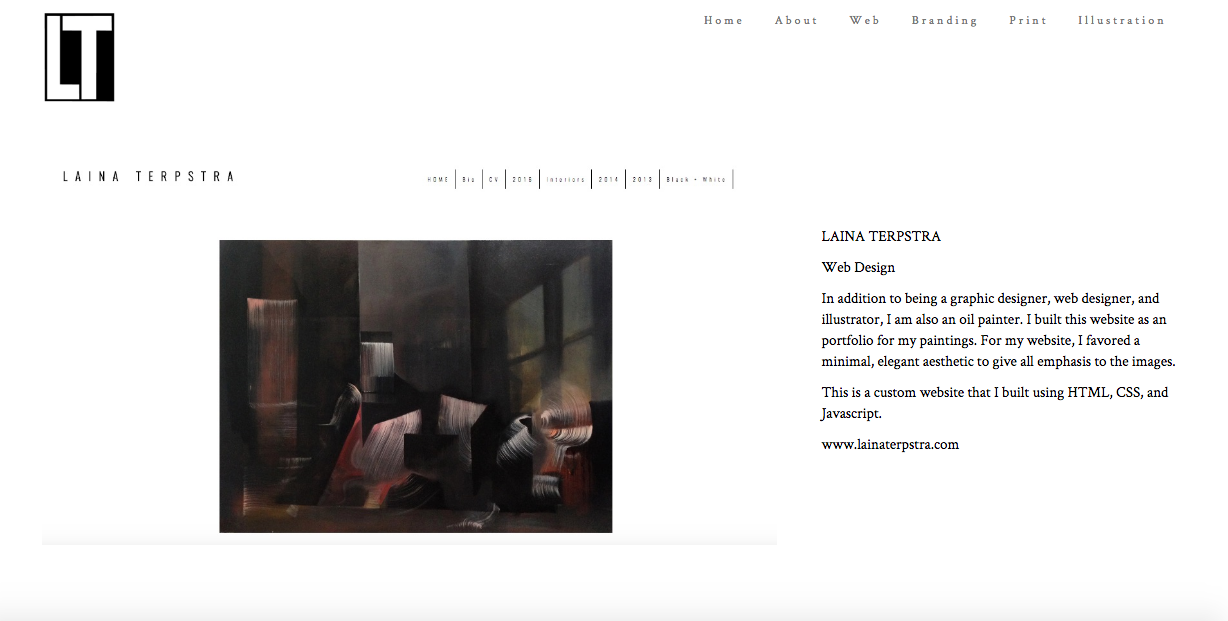 LT
Home About Web Branding Print Illustration
LAINA TERPSTRA
HOME Bio CV 2015 Interiors 2014 2013 Black + White
LAINA TERPSTRA
Web Design
In addition to being a graphic designer, web designer, and
illustrator, I am also an oil painter. I built this website as an
portfolio for my paintings. For my website, I favored a
minimal, elegant aesthetic to give all emphasis to the images.
This is a custom website that I built using HTML, CSS, and
Javascript.
www.lainaterpstra.com